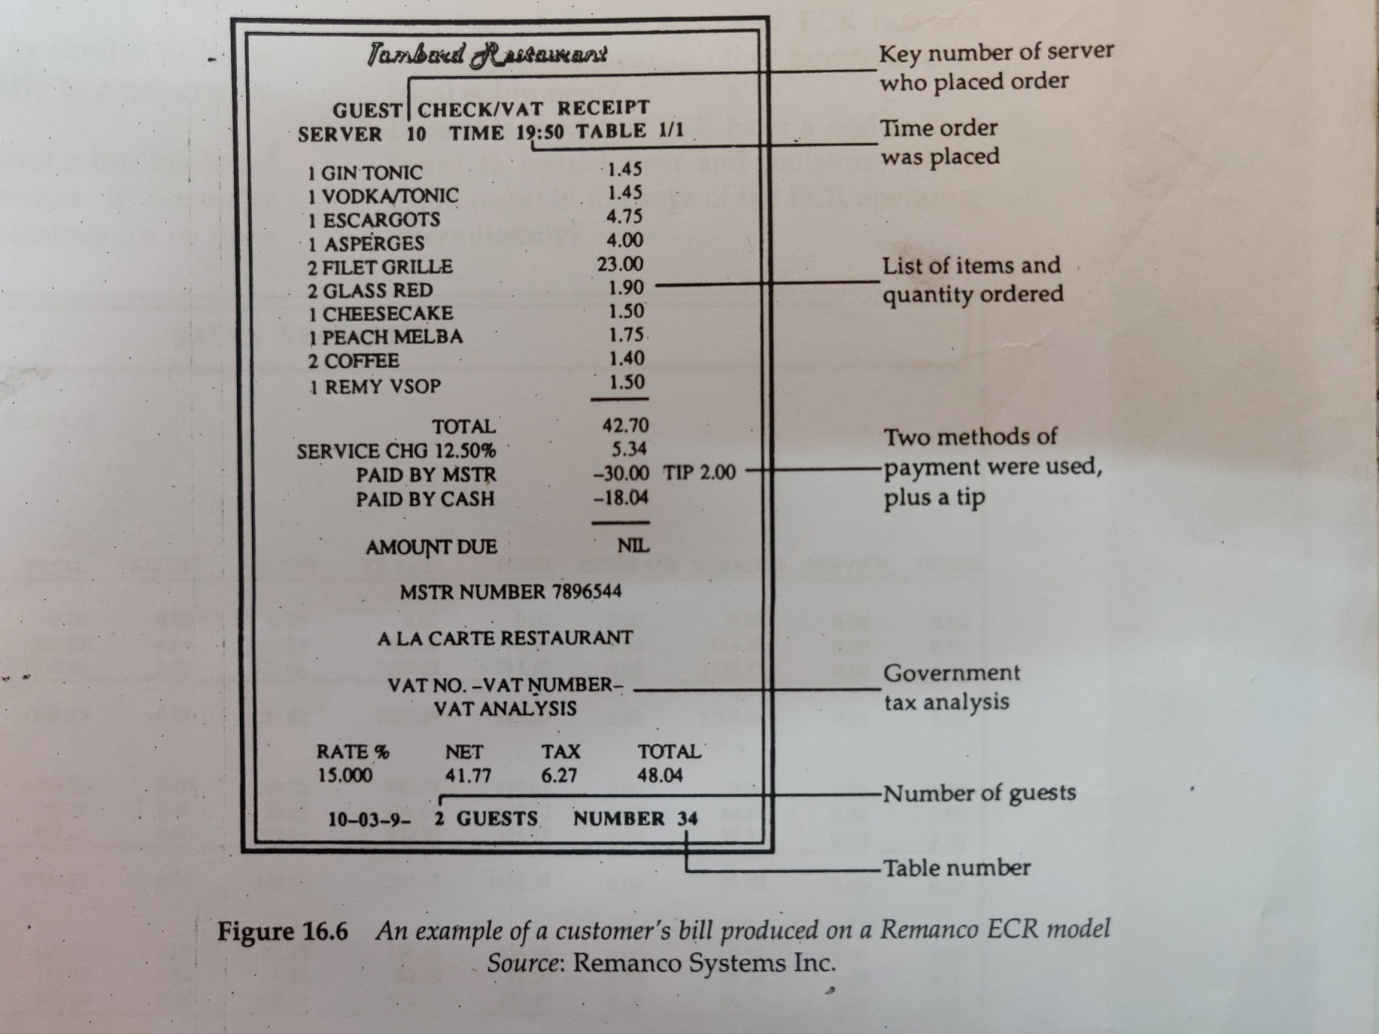 Tambard Restaurant
GUEST CHECK/VAT RECEIPT
SERVER 10 TIME 19:50 TABLE 1/1
1 GIN TONIC 1.45
1 VODKA/TONIC 1.45
1 ESCARGOTS 4.75
1 ASPERGES 4.00
2 FILET GRILLE 23.00
2 GLASS RED 1.90
1 CHEESECAKE 1.50
1 PEACH MELBA 1.75
2 COFFEE 1.40
1 REMY VSOP 1.50
TOTAL 42.70
SERVICE CHG 12.50% 5.34
PAID BY MSTR -30.00 TIP 2.00
PAID BY CASH -18.04
AMOUNT DUE NIL
MSTR NUMBER 7896544
A LA CARTE RESTAURANT
VAT NO. -VAT NUMBER-
VAT ANALYSIS
RATE % NET TAX TOTAL
15.000 41.77 6.27 48.04
10-03-9- 2 GUESTS NUMBER 34
Key number of server
who placed order
Time order
was placed
List of items and
quantity ordered
Two methods of
payment were used,
plus a tip
Government
tax analysis
Number of guests
Table number
Figure 16.6 An example of a customer's bill produced on a Remanco ECR model
Source: Remanco Systems Inc.